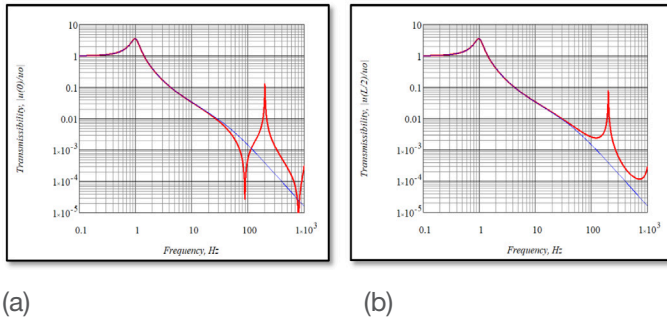 Transmissibility, |u(0)/uo|
10
1
0.1
0.01
1·10⁻³
1·10⁻⁴
1·10⁻⁵
0.1 1 10 100 1·10³
Frequency, Hz
Transmissibility, |u(L/2)/uo|
10
1
0.1
0.01
1·10⁻³
1·10⁻⁴
1·10⁻⁵
0.1 1 10 100 1·10³
Frequency, Hz
(a) (b)